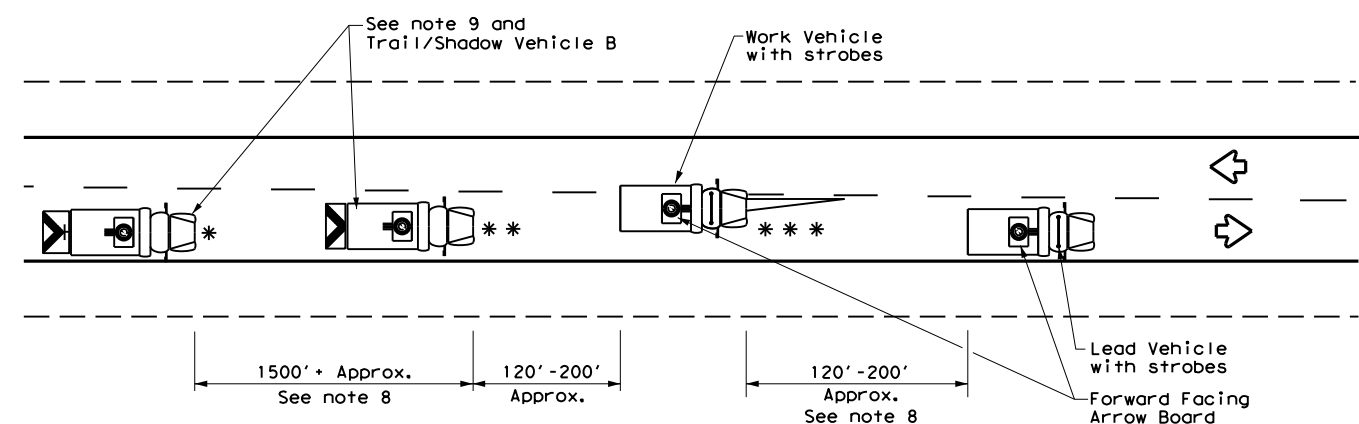 See note 9 and
Trail/Shadow Vehicle B
Work Vehicle
with strobes
*
* *
* * *
1500'+ Approx.
See note 8
120'-200'
Approx.
120'-200'
Approx.
See note 8
Lead Vehicle
with strobes
Forward Facing
Arrow Board